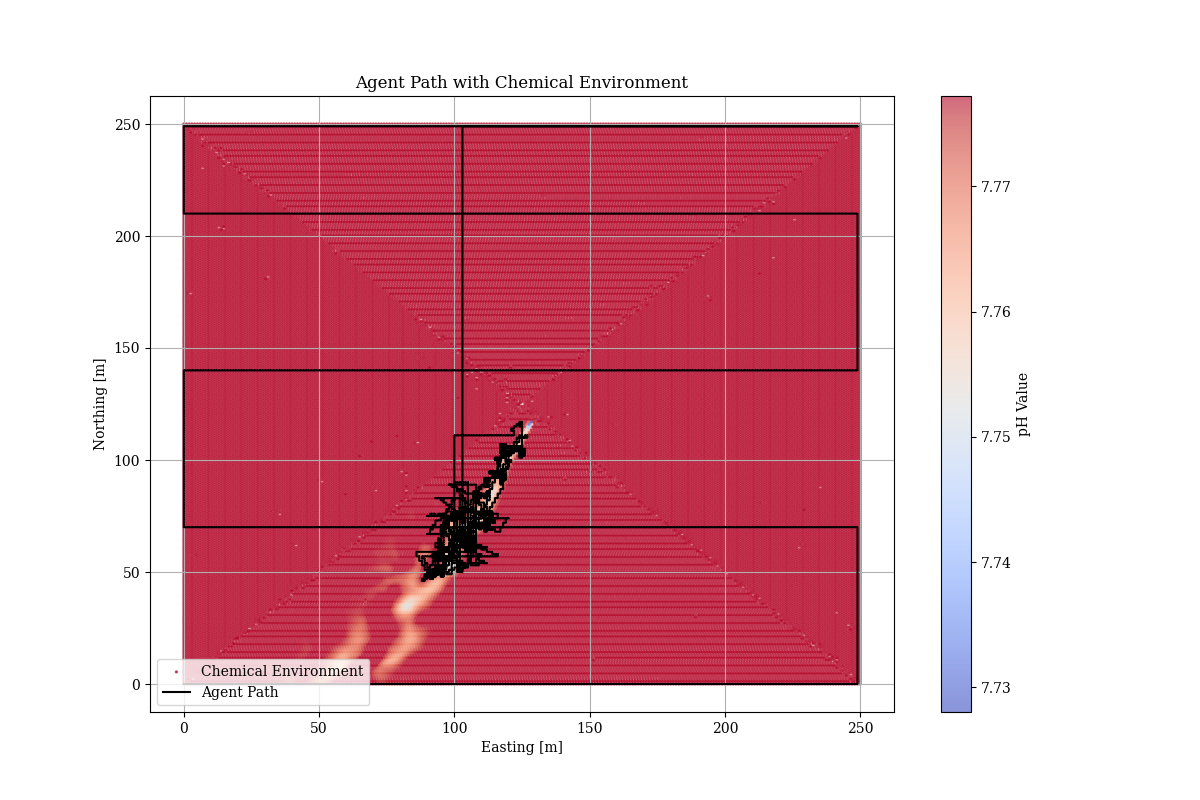 Agent Path with Chemical Environment
250
200
150
100
50
0
Northing [m]
0
50
100
150
200
250
Easting [m]
Chemical Environment
Agent Path
7.77
7.76
7.75
7.74
7.73
pH Value